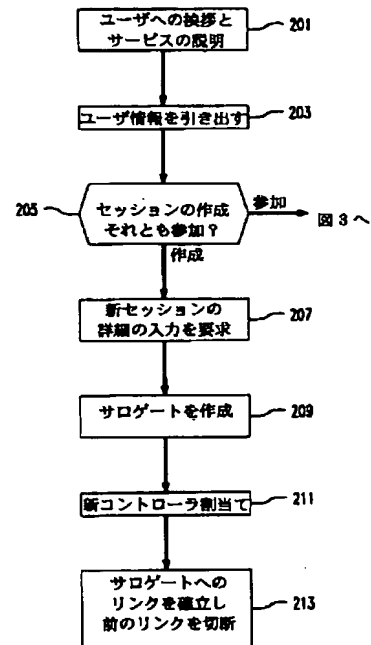 ユーザへの挨拶と
サービスの説明
201
ユーザ情報を引き出す
203
205
セッションの作成
それとも参加?
参加
図 3 へ
作成
新セッションの
詳細の入力を要求
207
サロゲートを作成
209
新コントローラ割当て
211
サロゲートへの
リンクを確立し
前のリンクを切断
213